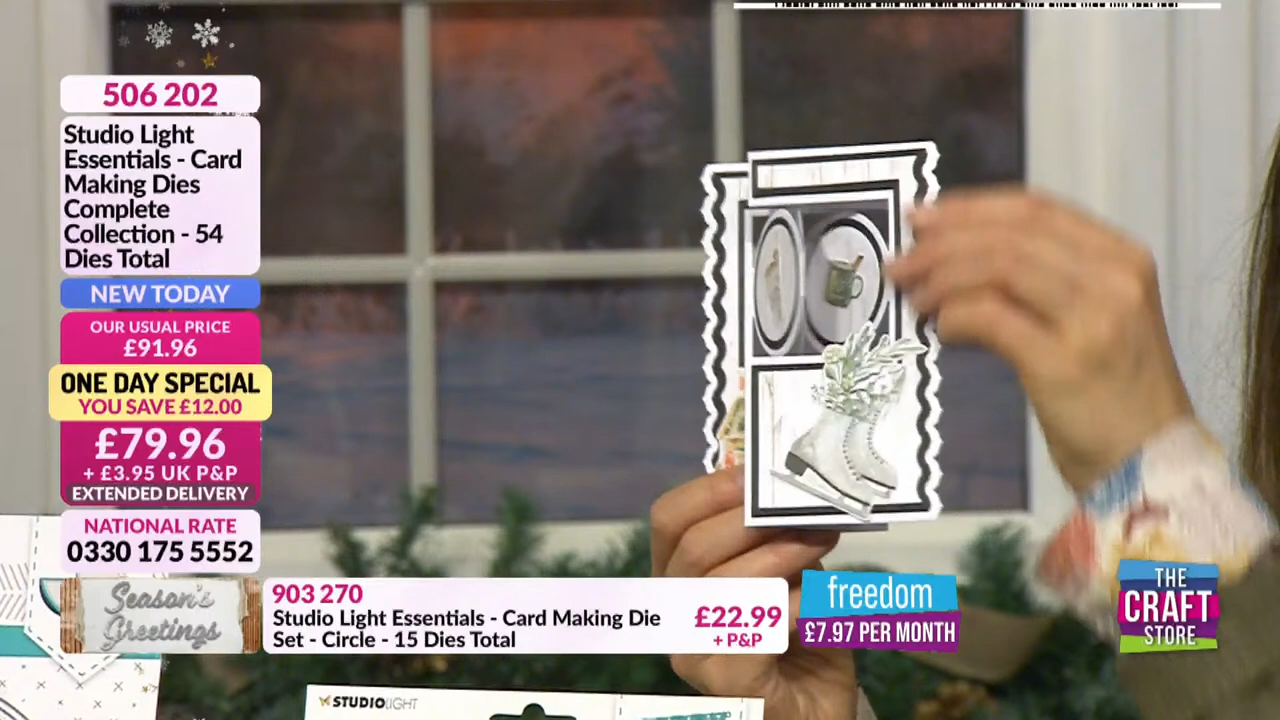 506 202
Studio Light
Essentials - Card
Making Dies
Complete
Collection - 54
Dies Total
NEW TODAY
OUR USUAL PRICE
£91.96
ONE DAY SPECIAL
YOU SAVE £12.00
£79.96
+ £3.95 UK P&P
EXTENDED DELIVERY
NATIONAL RATE
0330 175 5552
Season's
Greetings
903 270
Studio Light Essentials - Card Making Die
Set - Circle - 15 Dies Total
£22.99
+ P&P
freedom
£7.97 PER MONTH
THE
CRAFT
STORE
STUDIOLIGHT